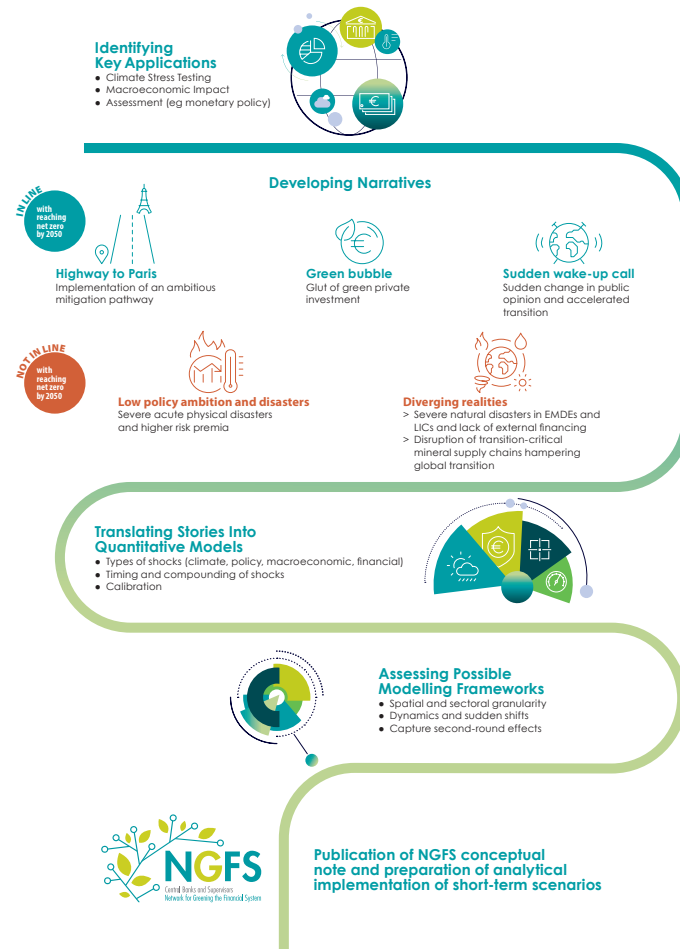 Identifying
Key Applications
● Climate Stress Testing
● Macroeconomic Impact
● Assessment (eg monetary policy)
Developing Narratives
IN LINE
with
reaching
net zero
by 2050
Highway to Paris
Implementation of an ambitious
mitigation pathway
Green bubble
Glut of green private
investment
Sudden wake-up call
Sudden change in public
opinion and accelerated
transition
NOT IN LINE
with
reaching
net zero
by 2050
Low policy ambition and disasters
Severe acute physical disasters
and higher risk premia
Diverging realities
> Severe natural disasters in EMDEs and
LICs and lack of external financing
> Disruption of transition-critical
mineral supply chains hampering
global transition
Translating Stories Into
Quantitative Models
● Types of shocks (climate, policy, macroeconomic, financial)
● Timing and compounding of shocks
● Calibration
Assessing Possible
Modelling Frameworks
● Spatial and sectoral granularity
● Dynamics and sudden shifts
● Capture second-round effects
NGFS
Central Banks and Supervisors
Network for Greening the Financial System
Publication of NGFS conceptual
note and preparation of analytical
implementation of short-term scenarios